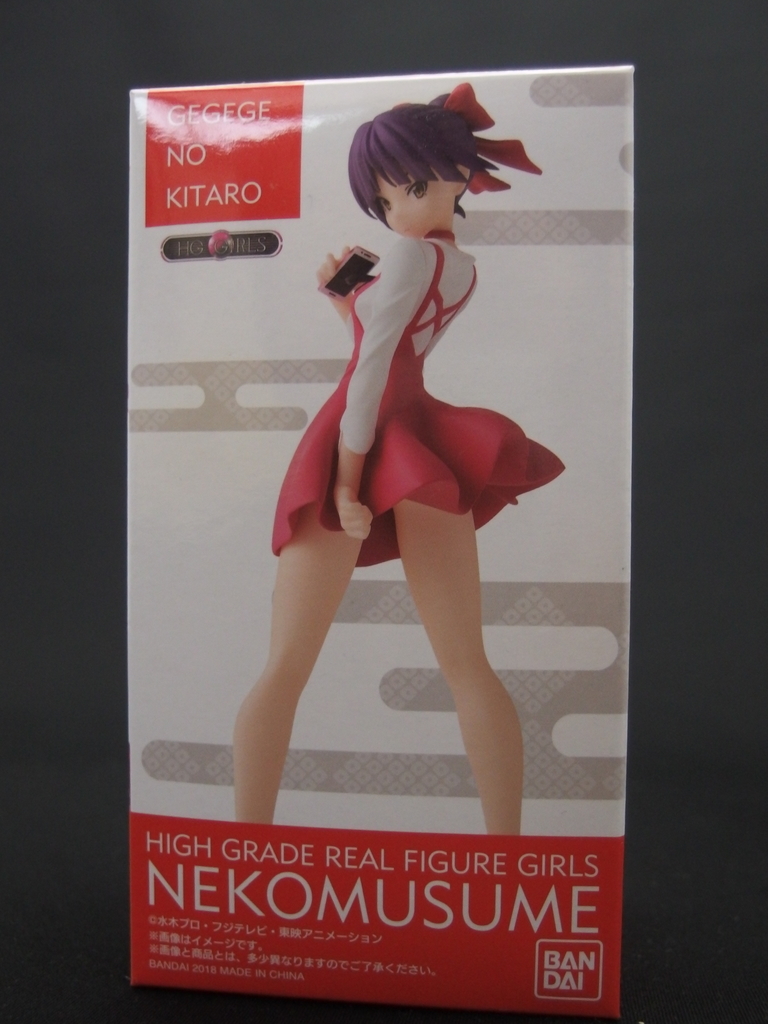 GEGEGE
NO
KITARO
HG GIRLS
HIGH GRADE REAL FIGURE GIRLS
NEKOMUSUME
©水木プロ・フジテレビ・東映アニメーション
※画像はイメージです。
※画像と商品とは、多少異なりますのでご了承ください。
BANDAI 2018 MADE IN CHINA
BAN
DAI